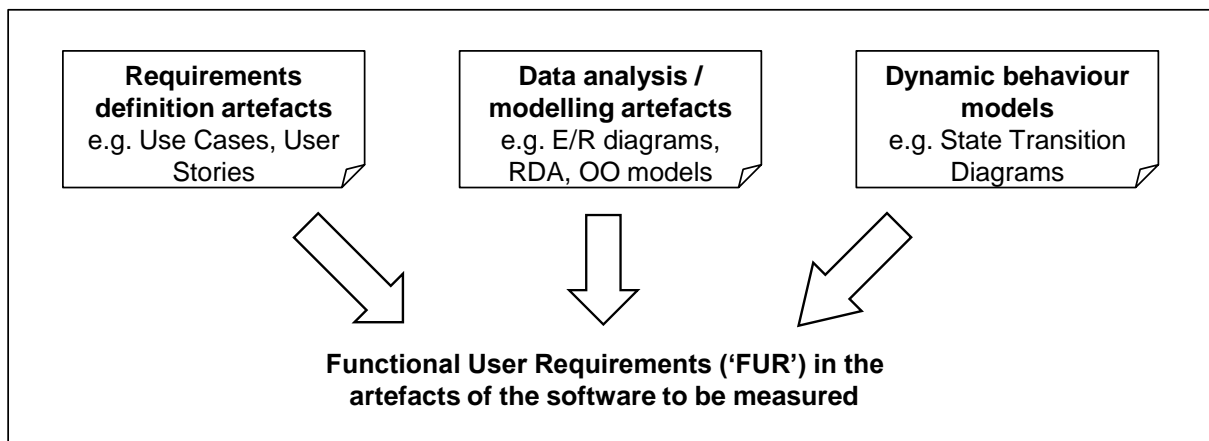 Requirements
definition artefacts
e.g. Use Cases, User
Stories
Data analysis /
modelling artefacts
e.g. E/R diagrams,
RDA, OO models
Dynamic behaviour
models
e.g. State Transition
Diagrams
Functional User Requirements (‘FUR’) in the
artefacts of the software to be measured